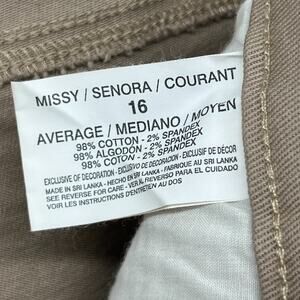 MISSY / SENORA / COURANT
16
AVERAGE / MEDIANO / MOYEN
98% COTTON - 2% SPANDEX
98% ALGODON - 2% SPANDEX
98% COTON - 2% SPANDEX
EXCLUSIVE OF DECORATION - EXCLUSIVO DE DECORACION - EXCLUSIF DE DÉCOR
MADE IN SRI LANKA - HECHO EN SRI LANKA - FABRIQUE AU SRI LANKA
SEE REVERSE FOR CARE - VER AL REVERSO PARA EL CUIDADO
VOIR LES INSTRUCTIONS D'ENTRETIEN AU DOS